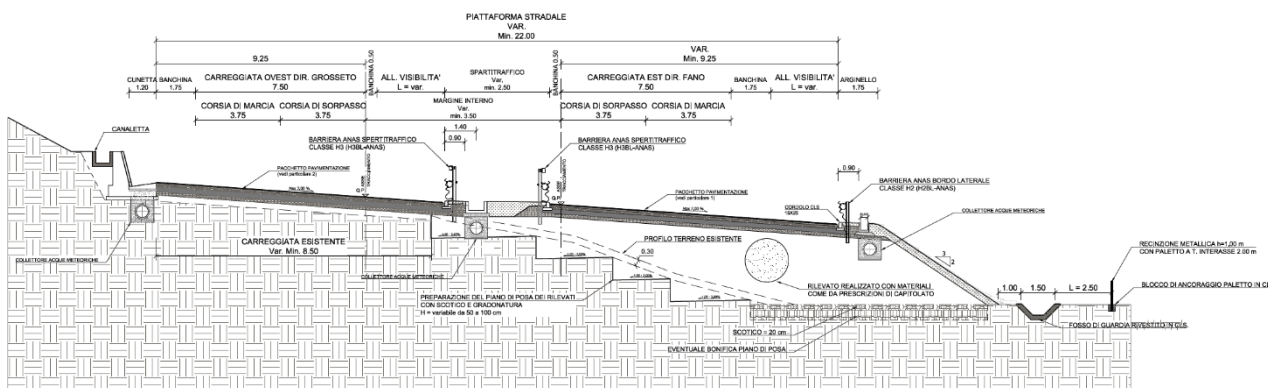 PIATTAFORMA STRADALE
VAR.
Min. 22.00
9.25
BANCHINA 0.50
VAR.
Min. 9.25
CUNETTA
1.20
BANCHINA
1.75
CARREGGIATA OVEST DIR. GROSSETO
7.50
ALL. VISIBILITA'
L = var.
SPARTITRAFFICO
Var.
min. 2.50
BANCHINA 0.50
CARREGGIATA EST DIR. FANO
7.50
BANCHINA
1.75
ALL. VISIBILITA'
L = var.
ARGINELLO
1.75
CORSIA DI MARCIA
3.75
CORSIA DI SORPASSO
3.75
MARGINE INTERNO
Var.
min. 3.50
CORSIA DI SORPASSO
3.75
CORSIA DI MARCIA
3.75
1.40
0.90
CANALETTA
BARRIERA ANAS SPERTITRAFFICO
CLASSE H3 (H3BL-ANAS)
BARRIERA ANAS SPERTITRAFFICO
CLASSE H3 (H3BL-ANAS)
PACCHETTO PAVIMENTAZIONE
(vedi particolare 2)
PACCHETTO PAVIMENTAZIONE
(vedi particolare 1)
0.90
BARRIERA ANAS BORDO LATERALE
CLASSE H2 (H2BL-ANAS)
CORDOLO CLS
COLLETTORE ACQUE METEORICHE
COLLETTORE ACQUE METEORICHE
CARREGGIATA ESISTENTE
Var. Min. 8.50
COLLETTORE ACQUE METEORICHE
PROFILO TERRENO ESISTENTE
0.30
3
2
RECINZIONE METALLICA h=1,00 m
CON PALETTO A T. INTERASSE 2.00 m
PREPARAZIONE DEL PIANO DI POSA DEI RILEVATI
CON SCOTICO E GRADONATURA
H = variabile da 50 a 100 cm
RILEVATO REALIZZATO CON MATERIALI
COME DA PRESCRIZIONI DI CAPITOLATO
1.00
1.50
L = 2.50
BLOCCO DI ANCORAGGIO PALETTO IN
FOSSO DI GUARDIA RIVESTITO IN CLS.
SCOTICO = 20 cm
EVENTUALE BONIFICA PIANO DI POSA